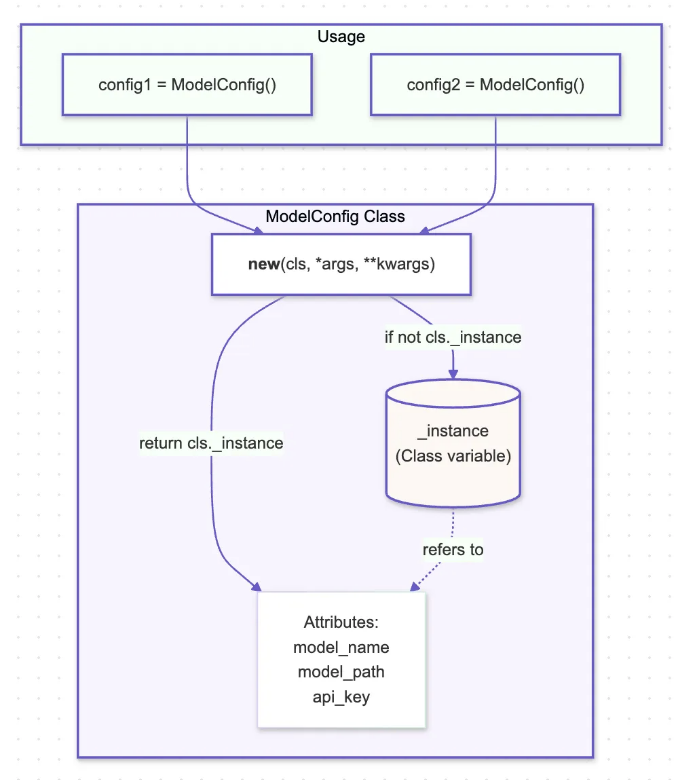 Usage
config1 = ModelConfig()
config2 = ModelConfig()
ModelConfig Class
new(cls, *args, **kwargs)
if not cls._instance
return cls._instance
_instance
(Class variable)
refers to
Attributes:
model_name
model_path
api_key